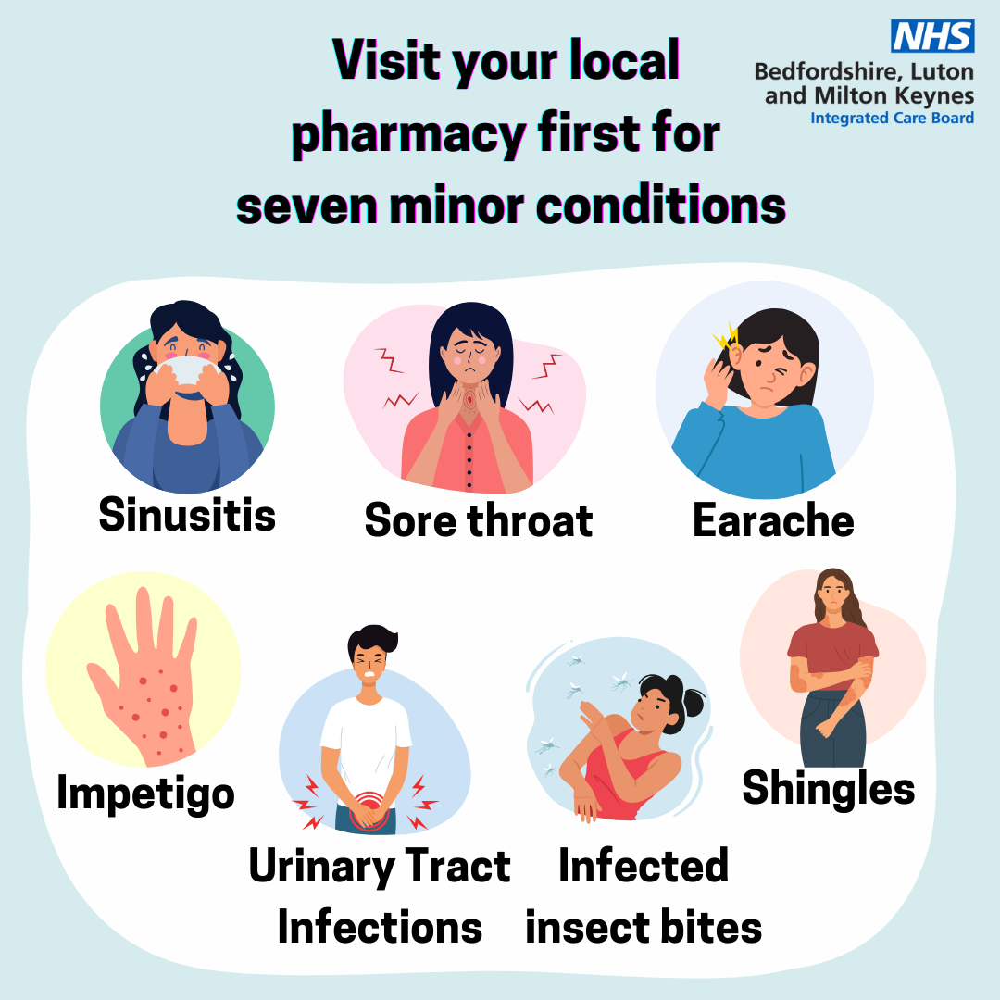 Visit your local
pharmacy first for
seven minor conditions
NHS
Bedfordshire, Luton
and Milton Keynes
Integrated Care Board
Sinusitis
Sore throat
Earache
Impetigo
Urinary Tract
Infections
Infected
insect bites
Shingles